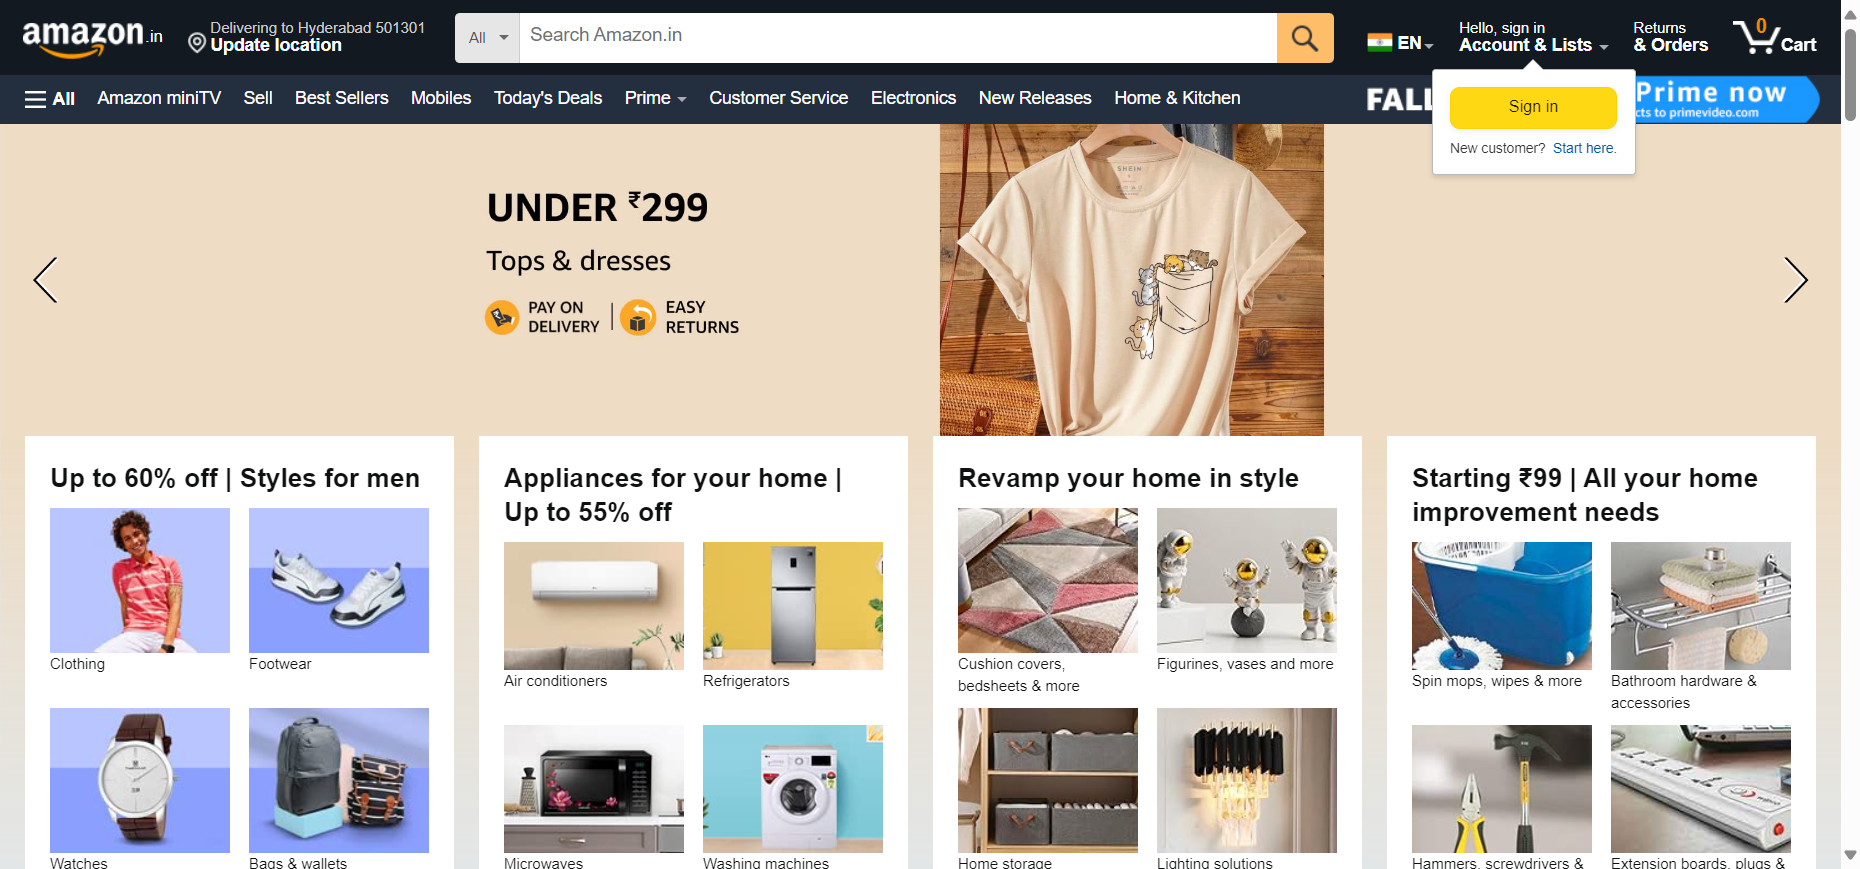 amazon.in
Delivering to Hyderabad 501301
Update location
All
Search Amazon.in
EN
Hello, sign in
Account & Lists
Returns
& Orders
0
Cart
All
Amazon miniTV
Sell
Best Sellers
Mobiles
Today's Deals
Prime
Customer Service
Electronics
New Releases
Home & Kitchen
Prime now
to primevideo.com
Sign in
New customer? Start here.
UNDER ₹299
Tops & dresses
PAY ON
DELIVERY
EASY
RETURNS
SHEIN
Up to 60% off | Styles for men
Clothing
Footwear
Watches
Bags & wallets
Appliances for your home |
Up to 55% off
Air conditioners
Refrigerators
Microwaves
Washing machines
Revamp your home in style
Cushion covers,
bedsheets & more
Figurines, vases and more
Home storage
Lighting solutions
Starting ₹99 | All your home
improvement needs
Spin mops, wipes & more
Bathroom hardware &
accessories
Hammers, screwdrivers &
Extension boards, plugs &